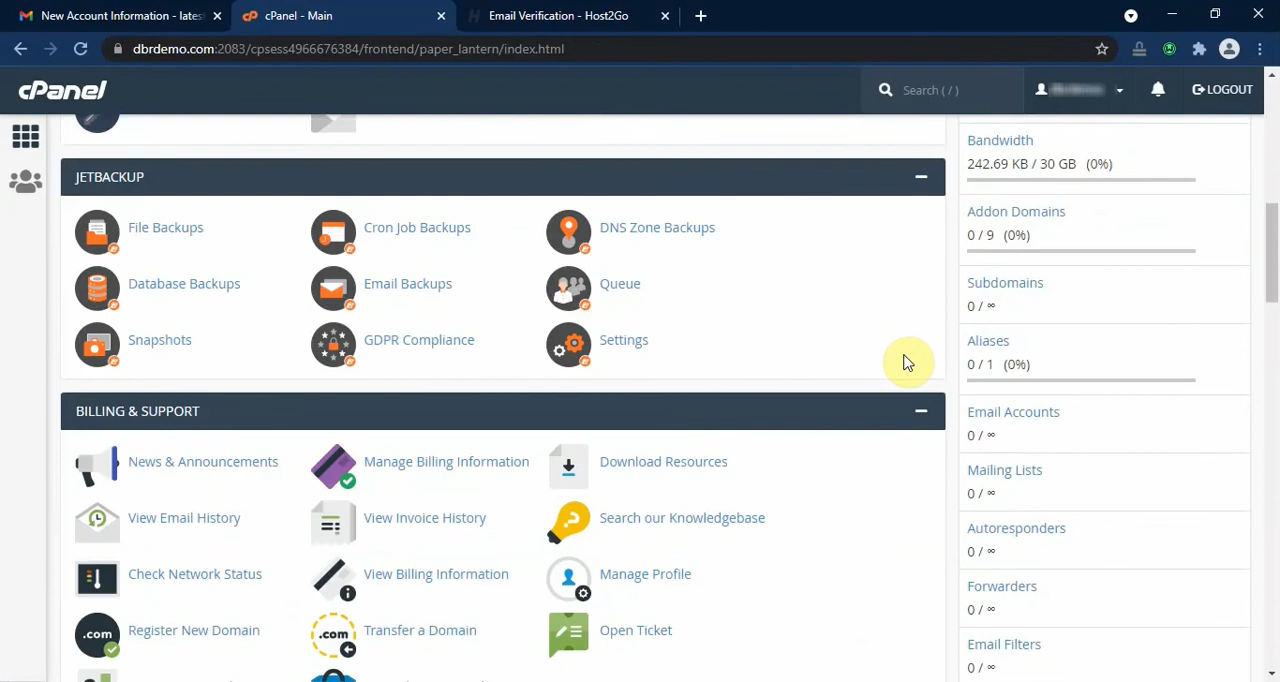 New Account Information - lates
cPanel - Main
Email Verification - Host2Go
dbrdemo.com:2083/cpsess4966676384/frontend/paper_lantern/index.html
cPanel
Search ( / )
LOGOUT
JETBACKUP
File Backups
Cron Job Backups
DNS Zone Backups
Database Backups
Email Backups
Queue
Snapshots
GDPR Compliance
Settings
BILLING & SUPPORT
News & Announcements
Manage Billing Information
Download Resources
View Email History
View Invoice History
Search our Knowledgebase
Check Network Status
View Billing Information
Manage Profile
.com
Register New Domain
.com
Transfer a Domain
Open Ticket
Bandwidth
242.69 KB / 30 GB (0%)
Addon Domains
0 / 9 (0%)
Subdomains
0 / ∞
Aliases
0 / 1 (0%)
Email Accounts
0 / ∞
Mailing Lists
0 / ∞
Autoresponders
0 / ∞
Forwarders
0 / ∞
Email Filters
0 / ∞